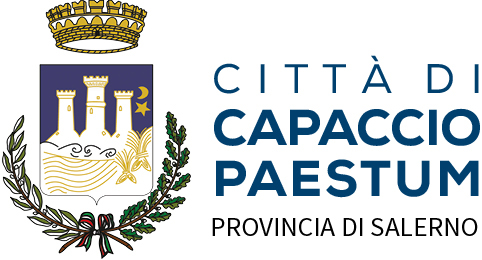 CITTÀ DI
CAPACCIO
PAESTUM
PROVINCIA DI SALERNO